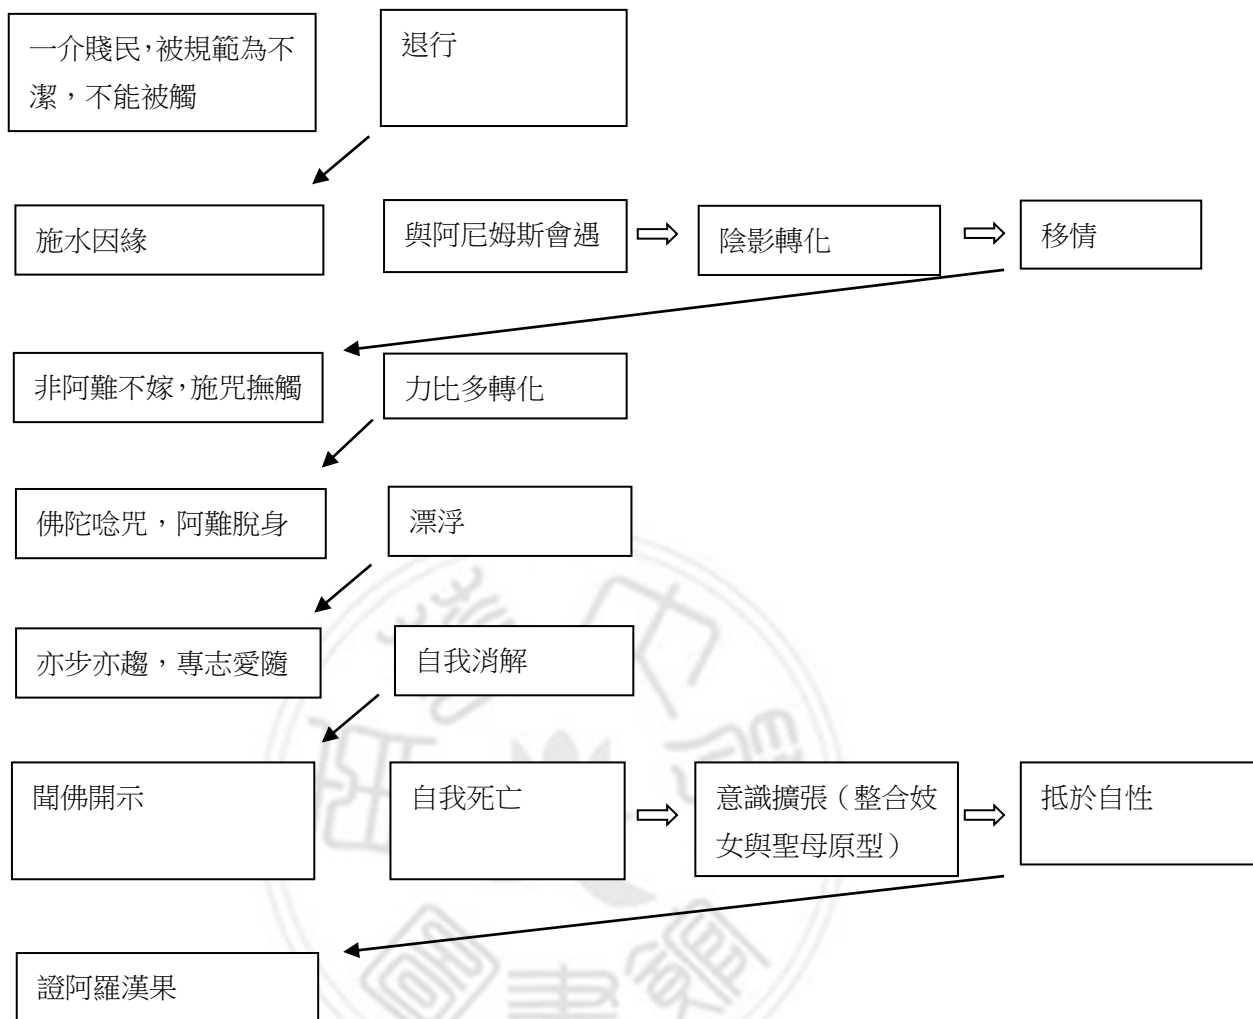 一介賤民，被規範為不
潔，不能被觸
退行
施水因緣
與阿尼姆斯會遇
陰影轉化
移情
非阿難不嫁，施咒撫觸
力比多轉化
佛陀唸咒，阿難脫身
漂浮
亦步亦趨，專志愛隨
自我消解
聞佛開示
自我死亡
意識擴張（整合妓
女與聖母原型）
抵於自性
證阿羅漢果